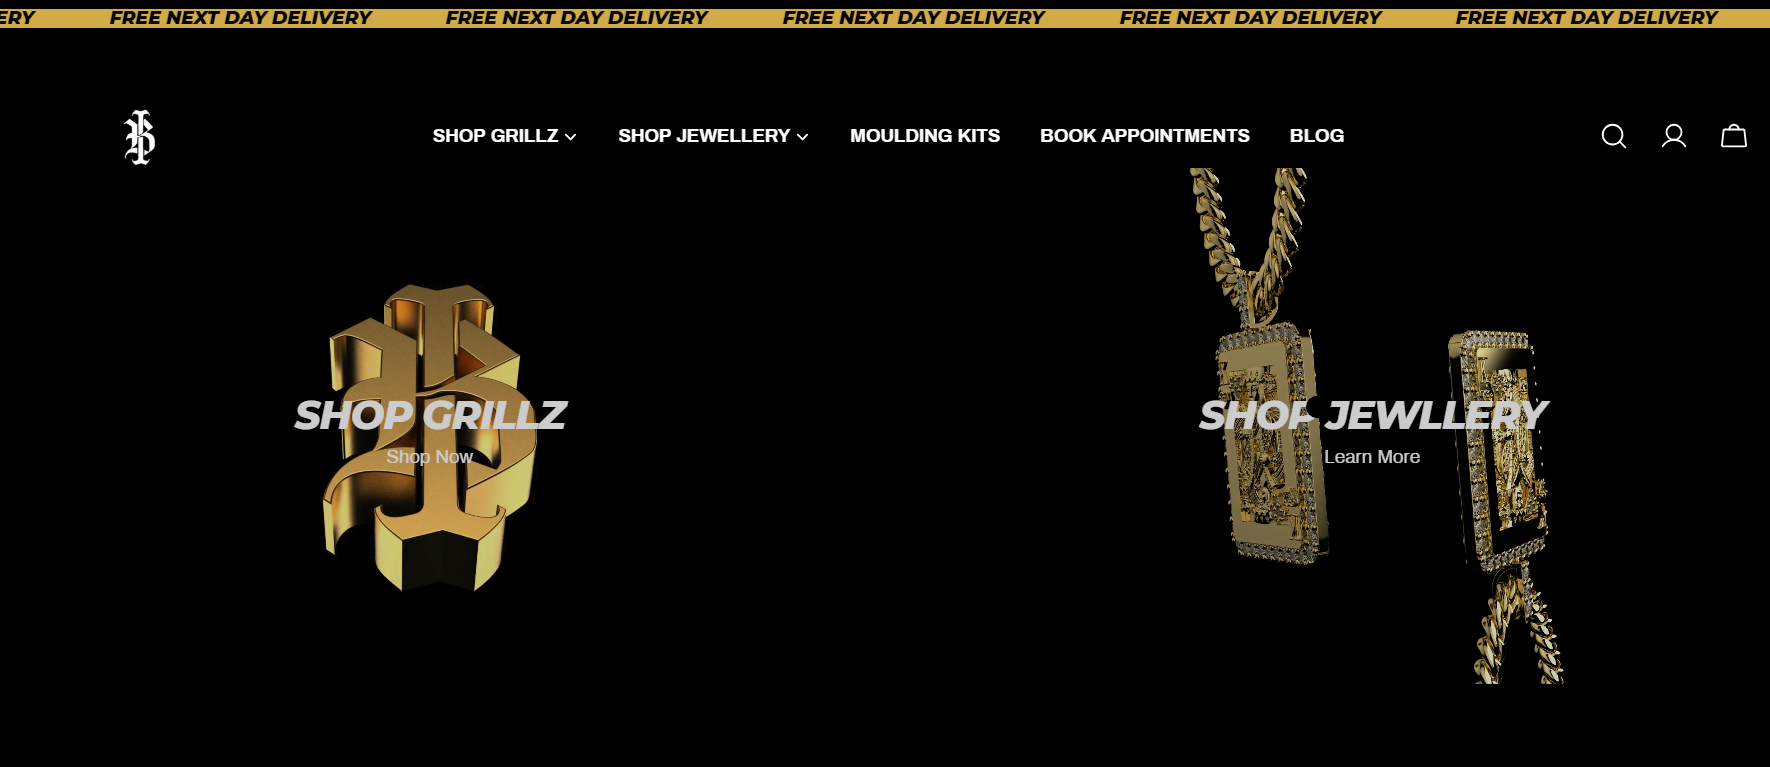 ERY FREE NEXT DAY DELIVERY FREE NEXT DAY DELIVERY FREE NEXT DAY DELIVERY FREE NEXT DAY DELIVERY FREE NEXT DAY DELIVERY
SHOP GRILLZ SHOP JEWELLERY MOULDING KITS BOOK APPOINTMENTS BLOG
SHOP GRILLZ
Shop Now
SHOP JEWLLERY
Learn More